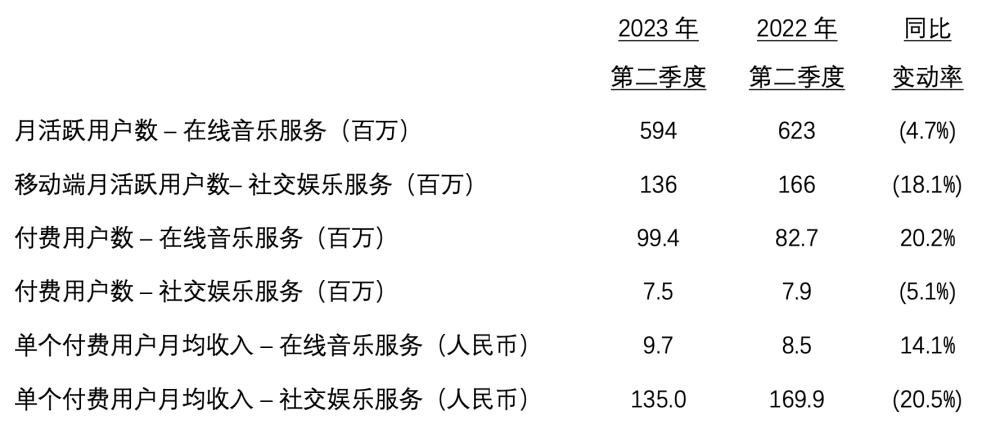 2023 年 2022 年 同比
第二季度 第二季度 变动率
月活跃用户数 – 在线音乐服务（百万） 594 623 (4.7%)
移动端月活跃用户数– 社交娱乐服务（百万） 136 166 (18.1%)
付费用户数 – 在线音乐服务（百万） 99.4 82.7 20.2%
付费用户数 – 社交娱乐服务（百万） 7.5 7.9 (5.1%)
单个付费用户月均收入 – 在线音乐服务（人民币） 9.7 8.5 14.1%
单个付费用户月均收入 – 社交娱乐服务（人民币） 135.0 169.9 (20.5%)